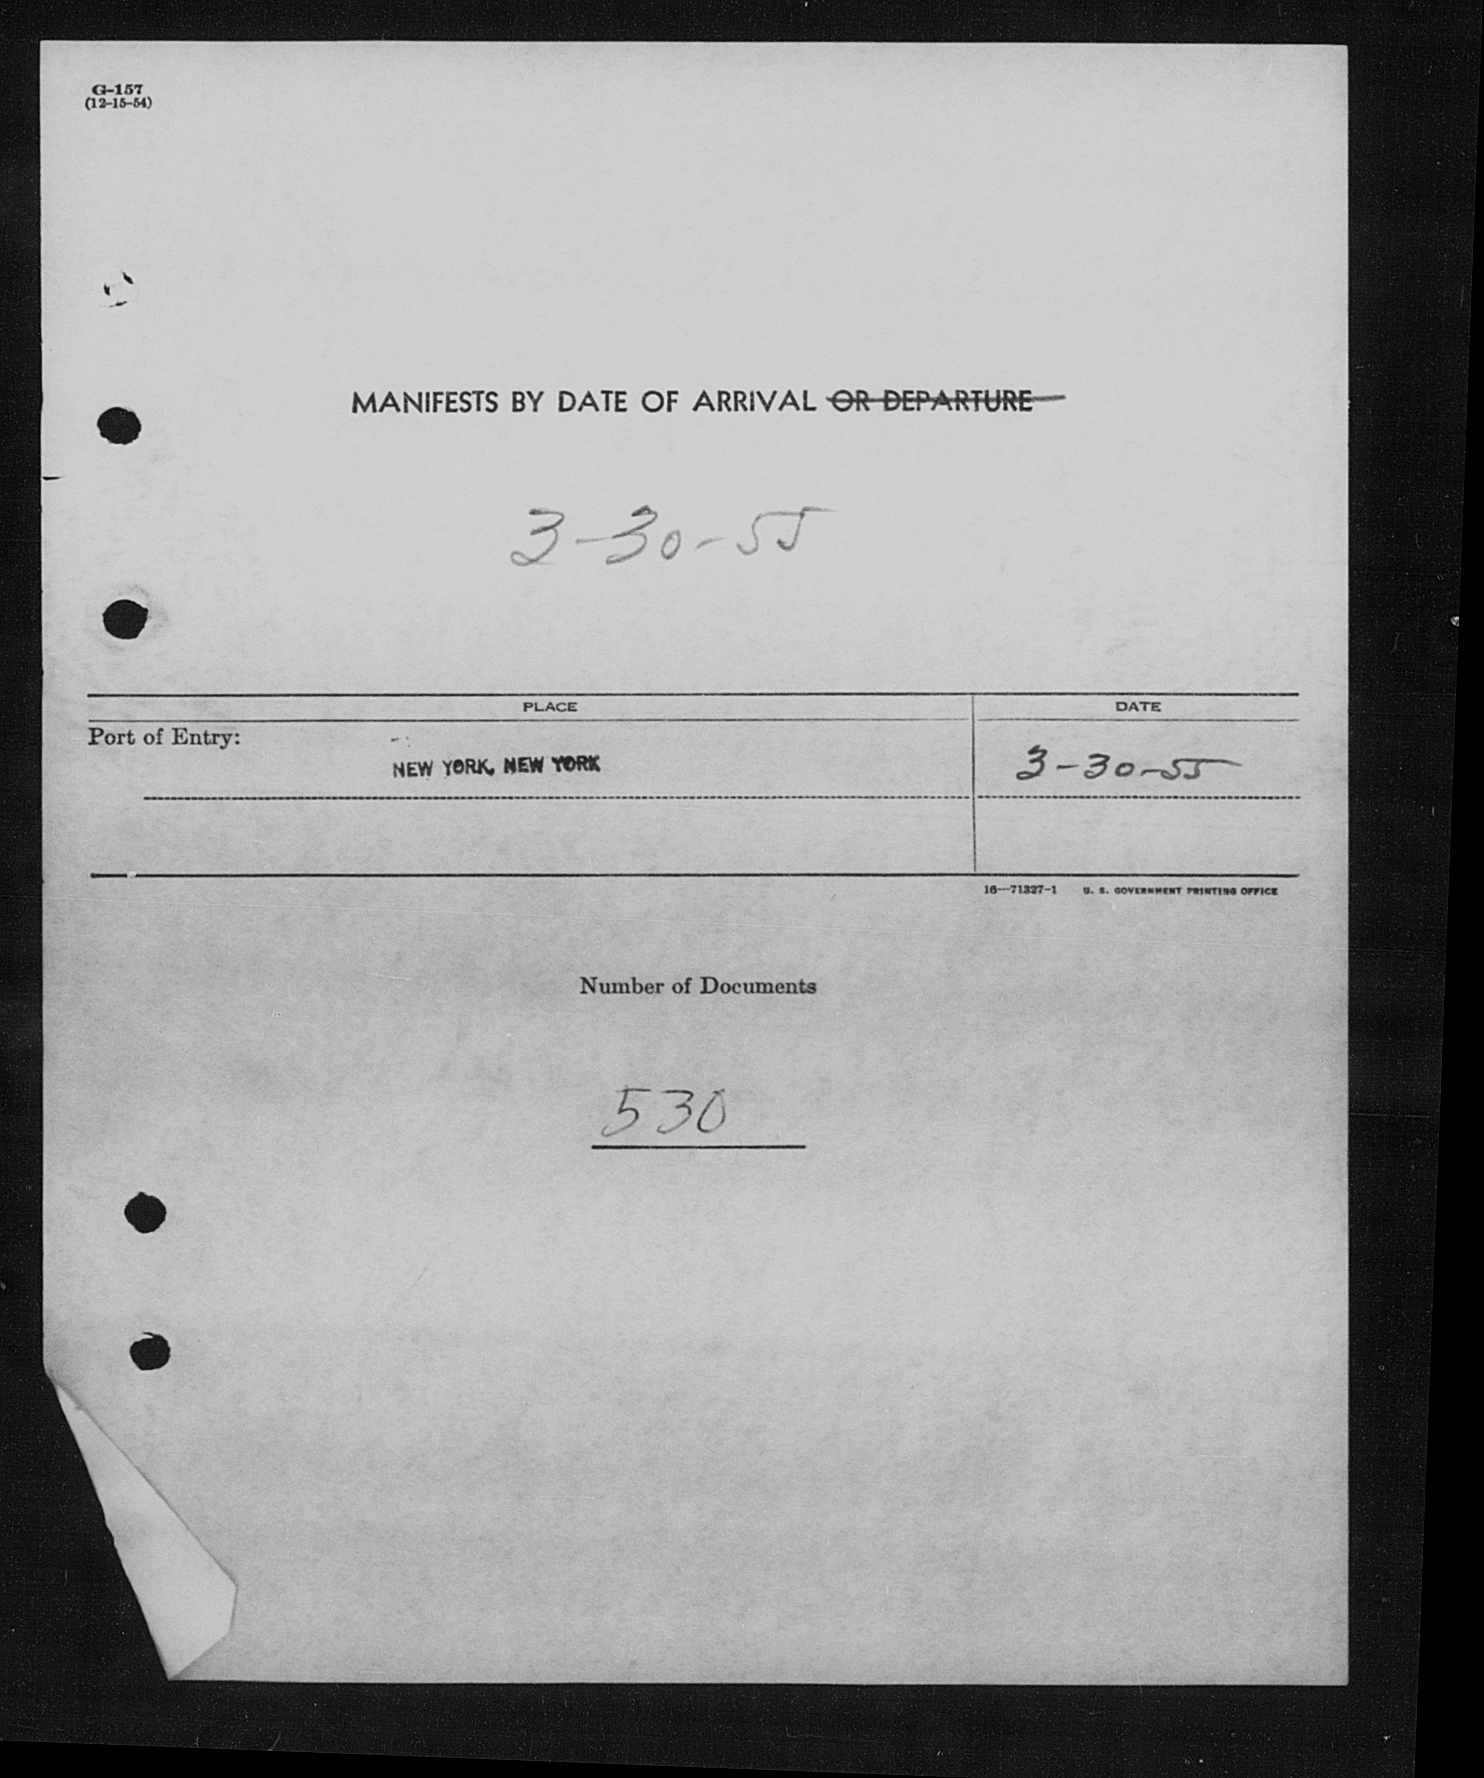 G-157
(12-15-54)
MANIFESTS BY DATE OF ARRIVAL OR DEPARTURE
3-30-55
PLACE DATE
Port of Entry:
NEW YORK, NEW YORK 3-30-55
16—71327-1 U. S. GOVERNMENT PRINTING OFFICE
Number of Documents
530